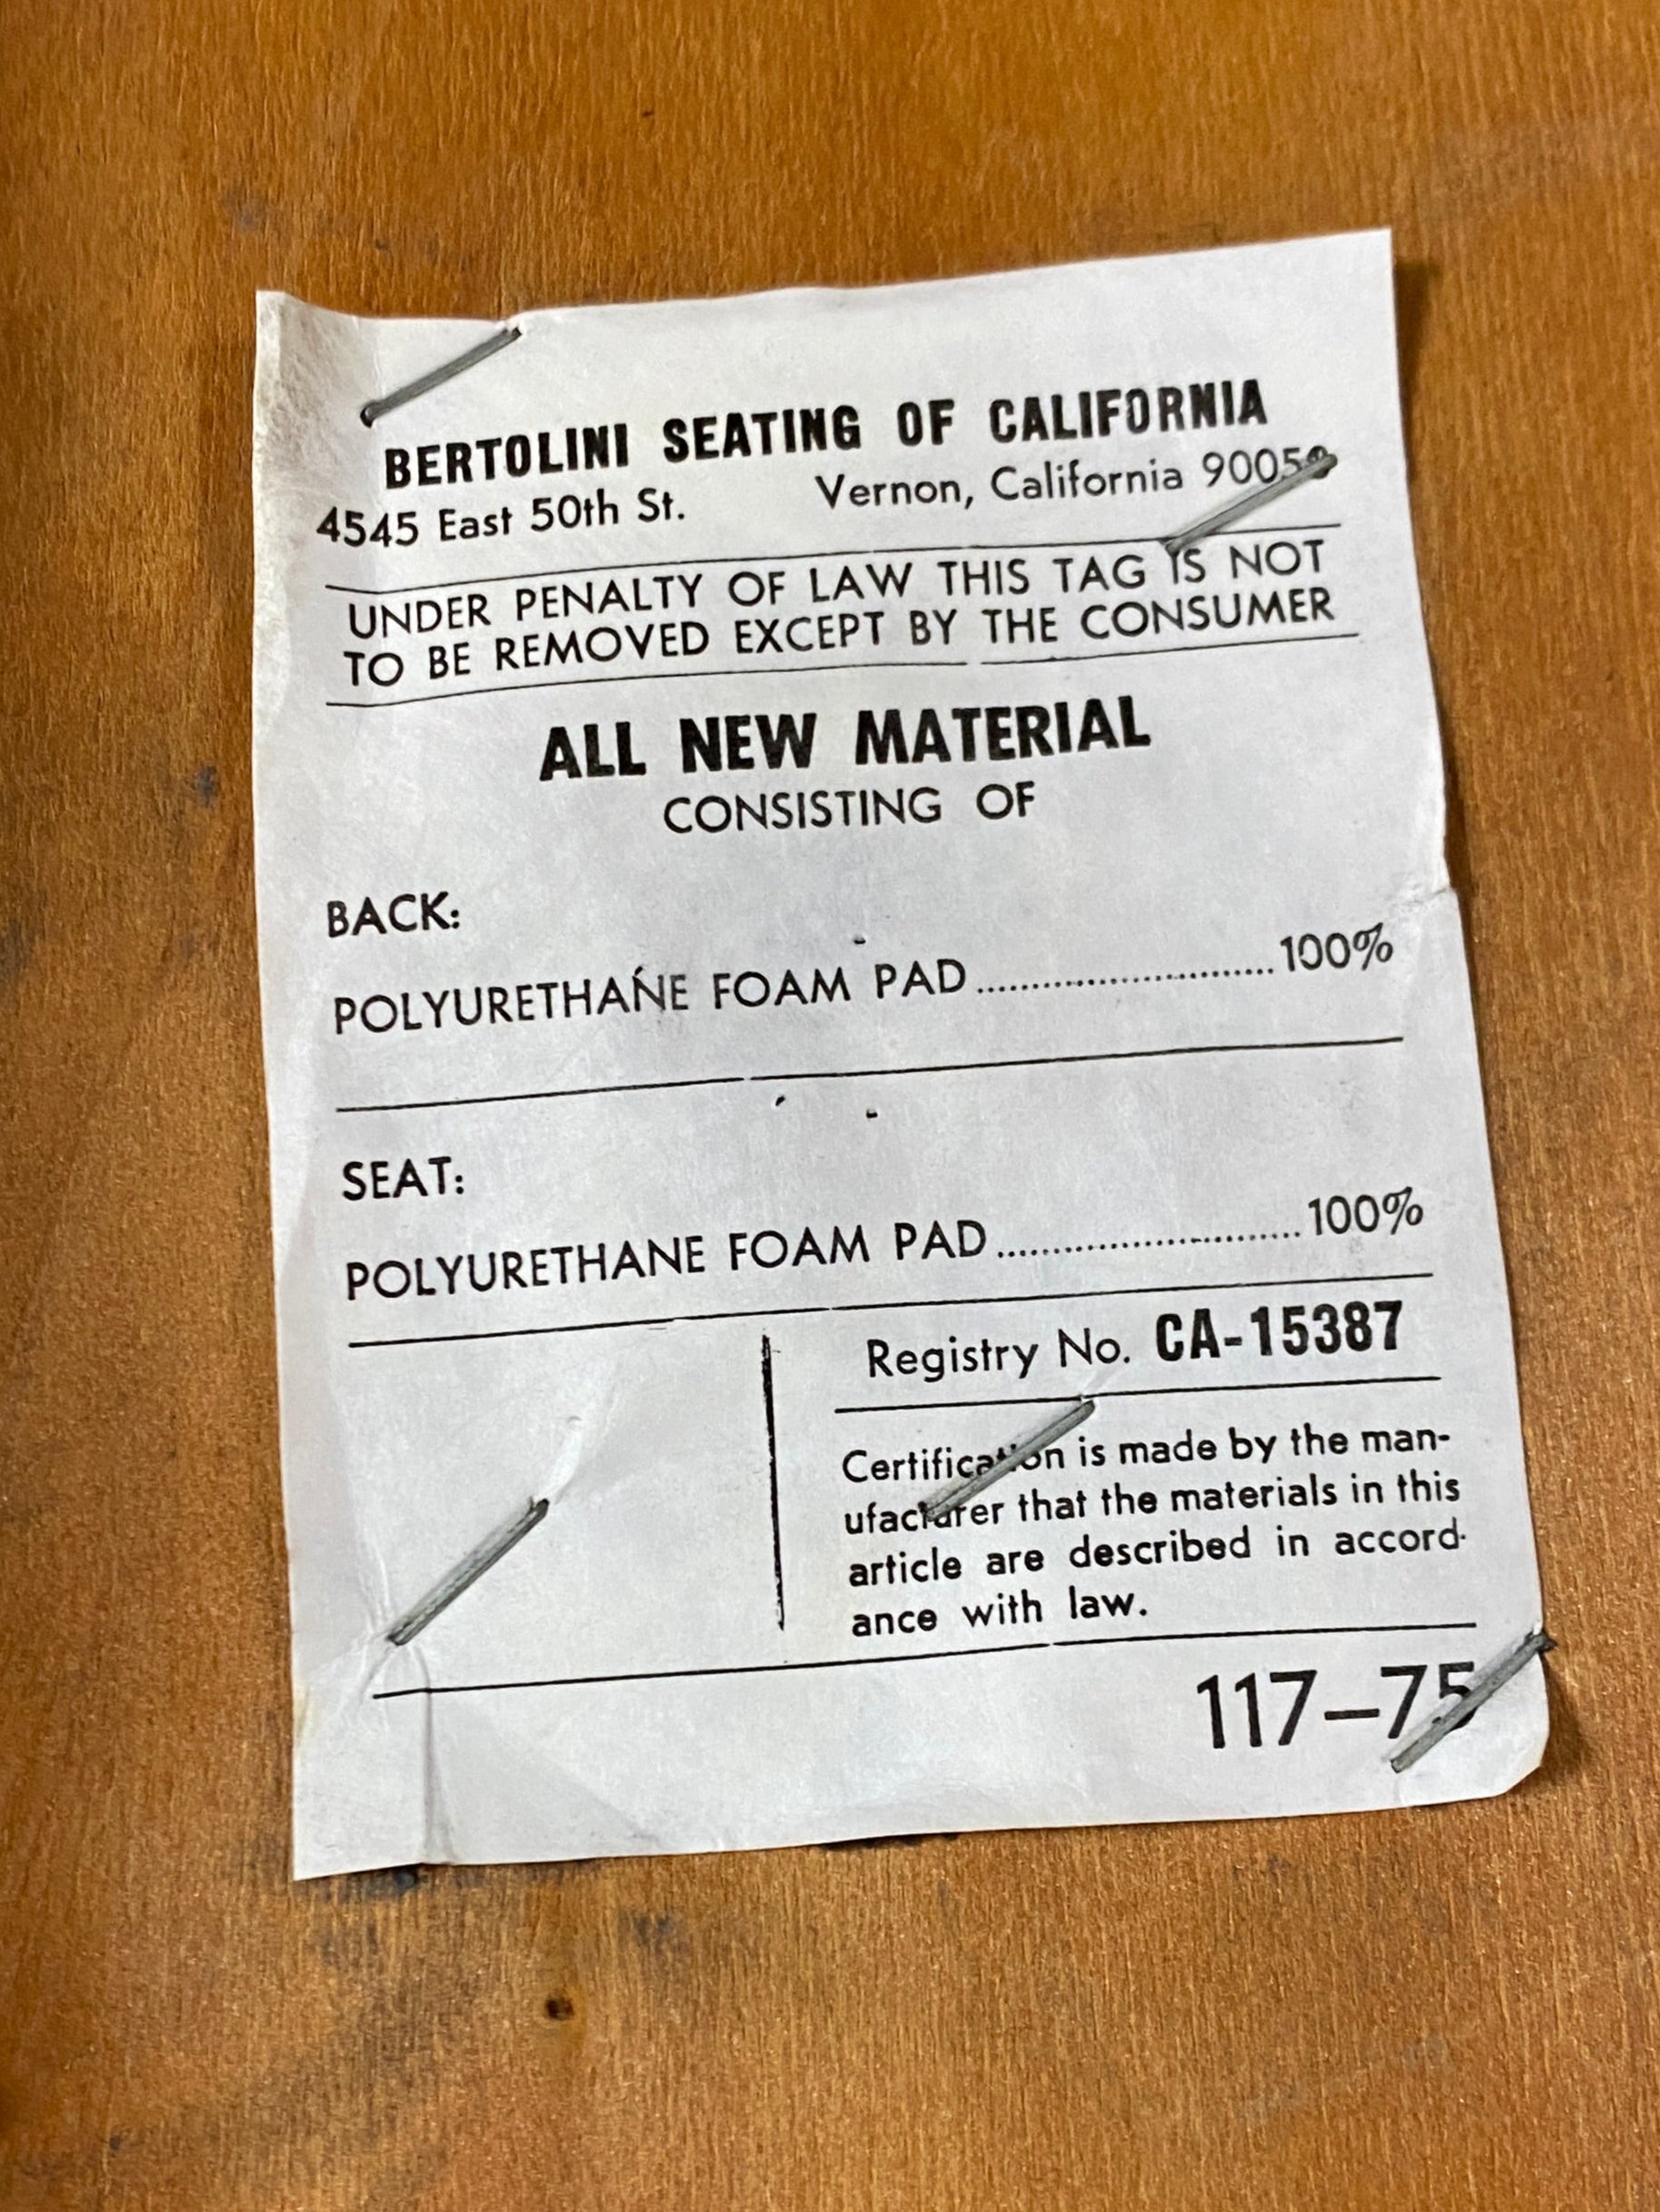 BERTOLINI SEATING OF CALIFORNIA
4545 East 50th St. Vernon, California
UNDER PENALTY OF LAW THIS TAG IS NOT
TO BE REMOVED EXCEPT BY THE CONSUMER
ALL NEW MATERIAL
CONSISTING OF
BACK:
POLYURETHANE FOAM PAD..............................100%
SEAT:
POLYURETHANE FOAM PAD..............................100%
Registry No. CA-15387
Certification is made by the man-
ufacturer that the materials in this
article are described in accord-
ance with law.
117–75